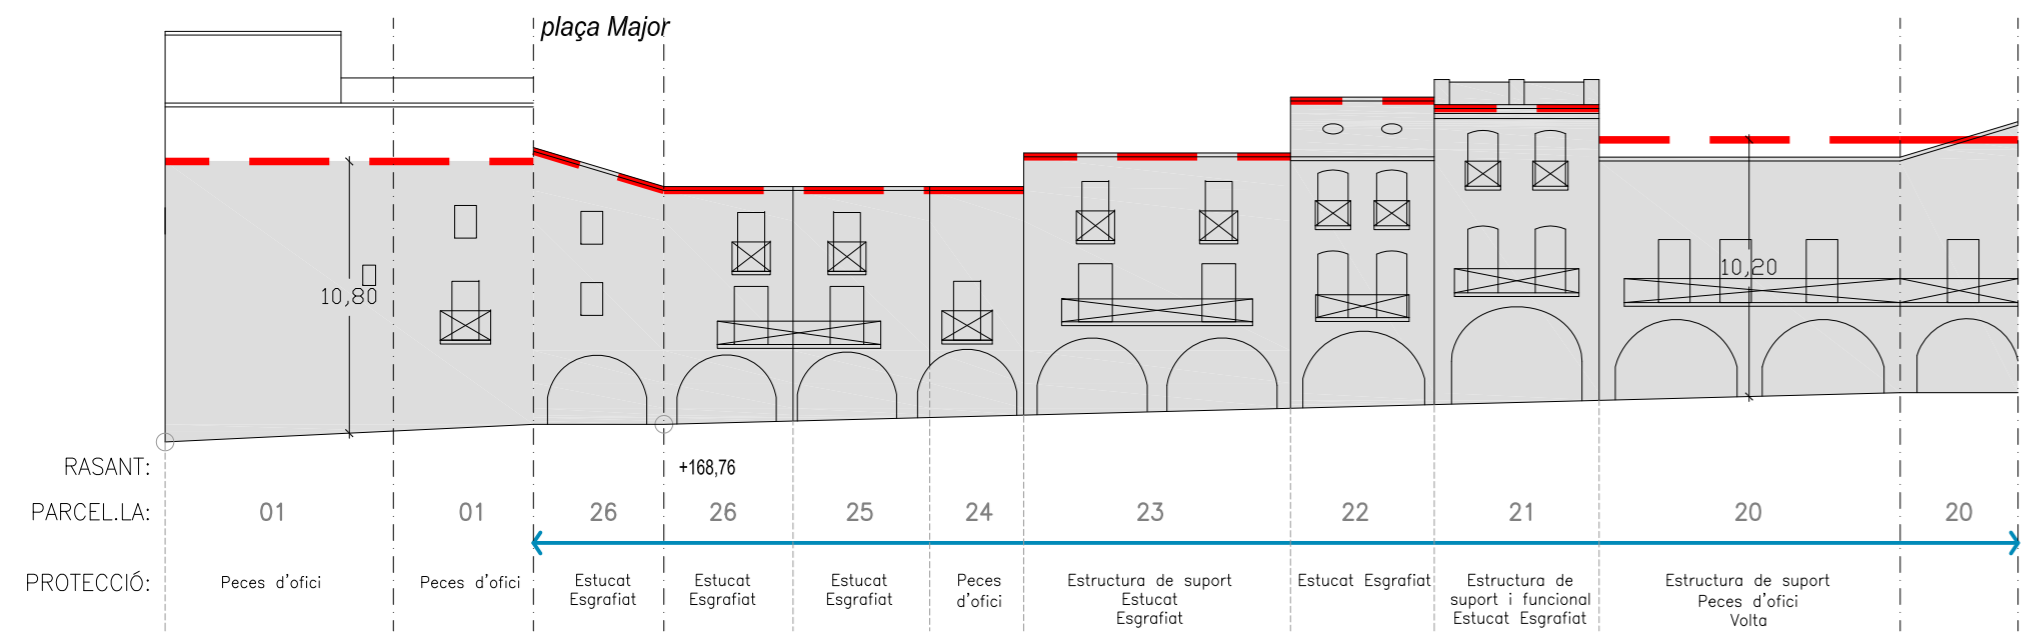 plaça Major
10,80
10,20
RASANT: +168,76
PARCEL.LA: 01 01 26 26 25 24 23 22 21 20 20
PROTECCIÓ: Peces d'ofici Peces d'ofici Estucat Esgrafiat Estucat Esgrafiat Estucat Esgrafiat Peces d'ofici Estructura de suport Estucat Esgrafiat Estucat Esgrafiat Estructura de suport i funcional Estucat Esgrafiat Estructura de suport Peces d'ofici Volta